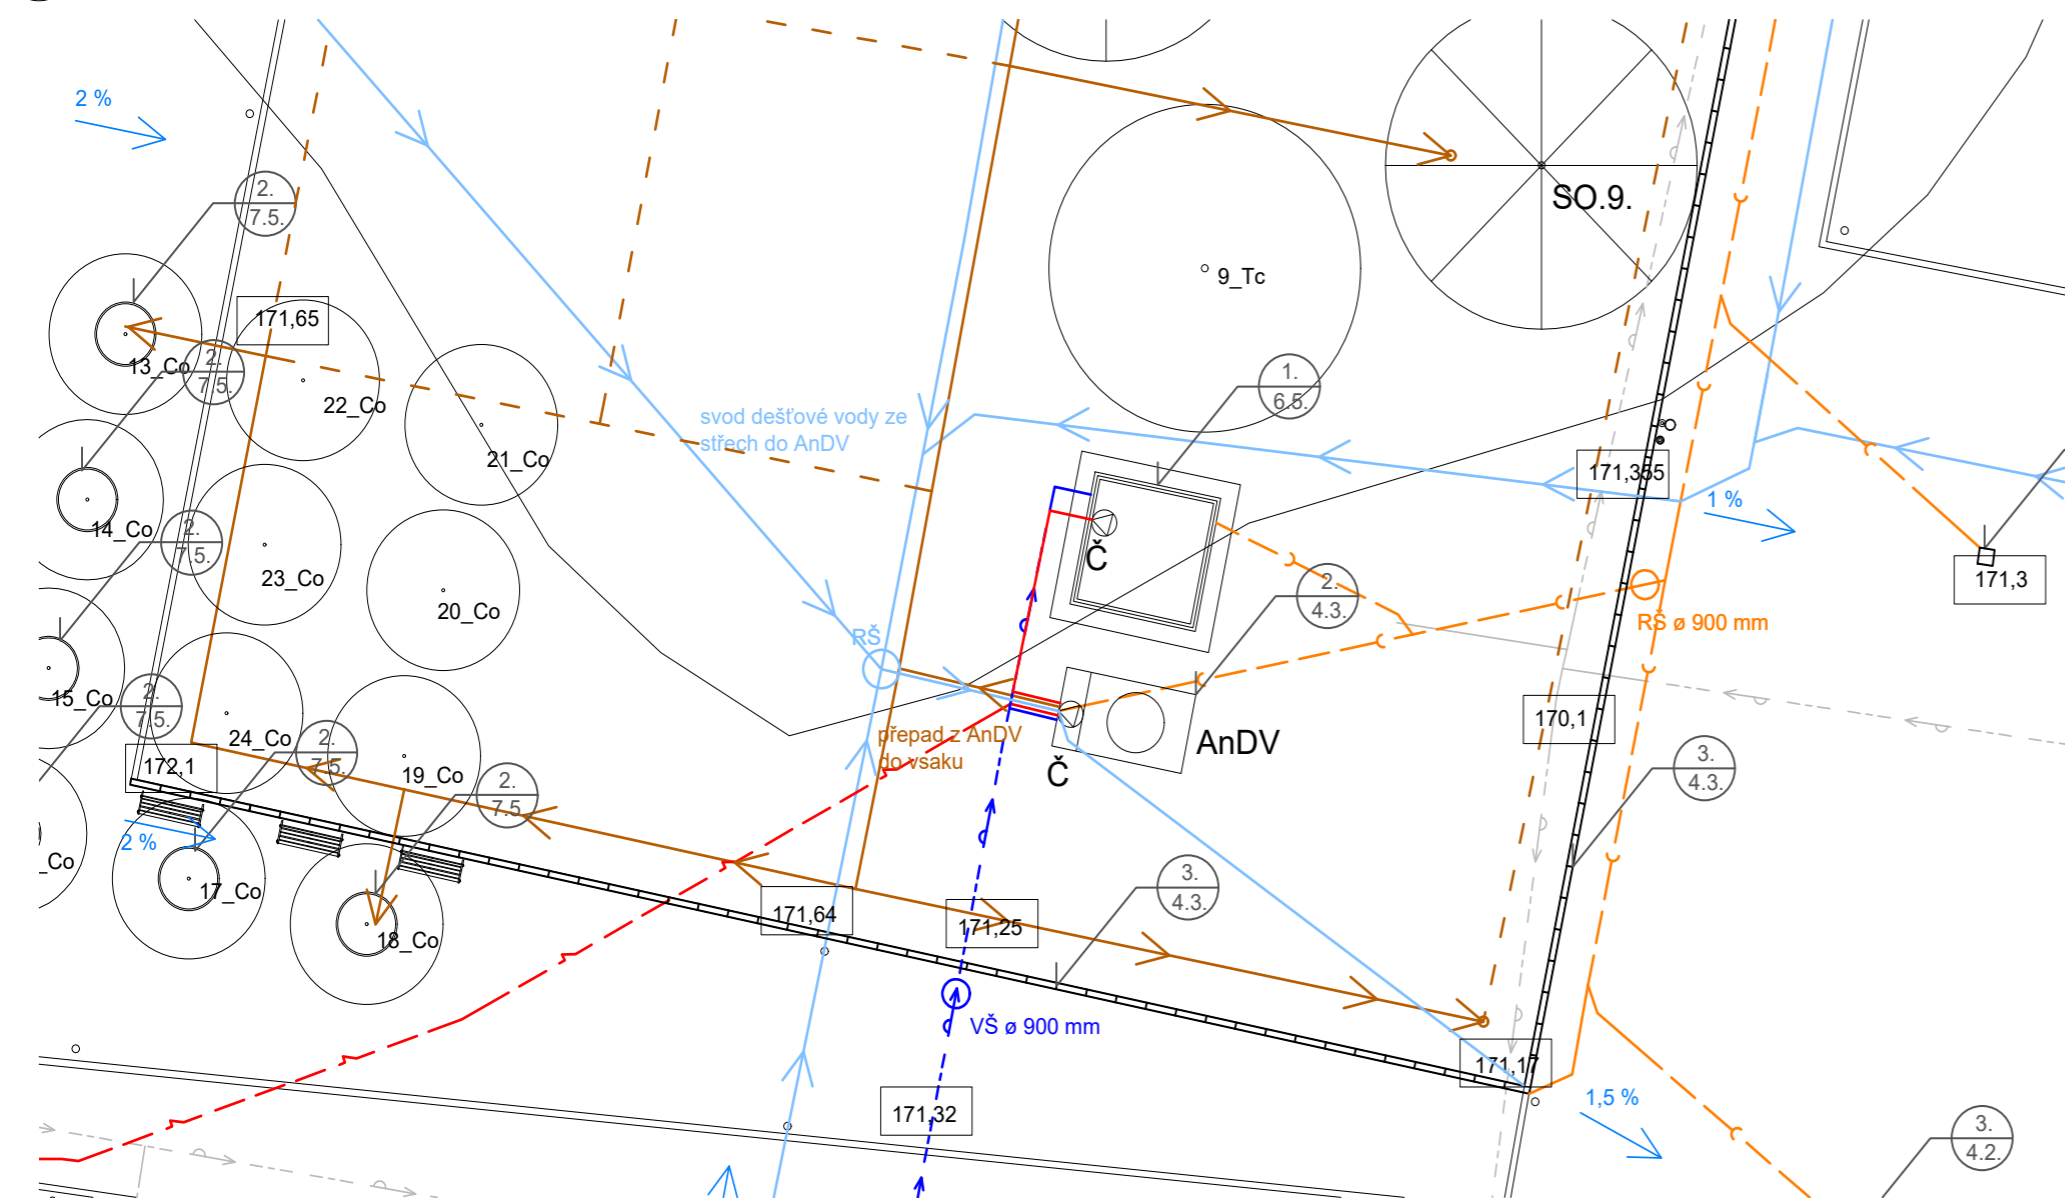 2 %
2.
7.5.
SO.9.
9_Tc
171,65
13_Co
2.
7.5.
22_Co
1.
6.5.
svod dešťové vody ze
střech do AnDV
21_Co
171,355
1 %
14_Co
2.
7.5.
Č
23_Co
171,3
20_Co
2.
4.3.
RŠ
RŠ ø 900 mm
15_Co
2.
7.5.
170,1
24_Co
2.
7.5.
přepad z AnDV
do vsaku
AnDV
172,1
19_Co
Č
3.
4.3.
2.
7.5.
2 %
_Co
17_Co
3.
4.3.
171,64
171,25
18_Co
VŠ ø 900 mm
171,17
1,5 %
171,32
3.
4.2.